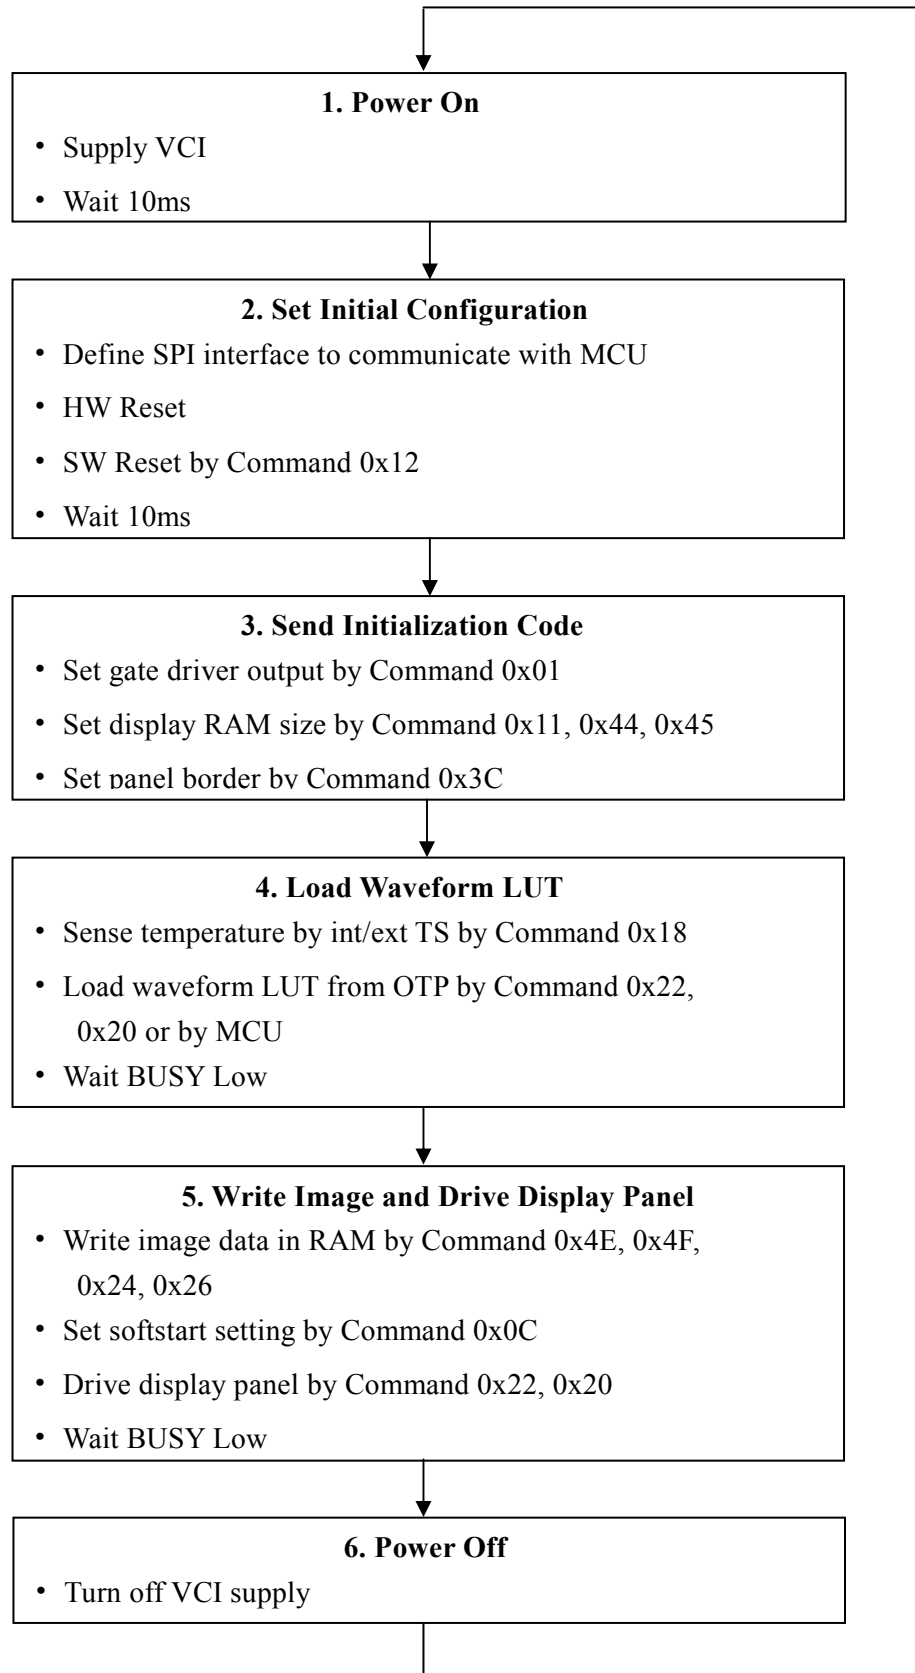 1. Power On
• Supply VCI
• Wait 10ms
2. Set Initial Configuration
• Define SPI interface to communicate with MCU
• HW Reset
• SW Reset by Command 0x12
• Wait 10ms
3. Send Initialization Code
• Set gate driver output by Command 0x01
• Set display RAM size by Command 0x11, 0x44, 0x45
• Set panel border by Command 0x3C
4. Load Waveform LUT
• Sense temperature by int/ext TS by Command 0x18
• Load waveform LUT from OTP by Command 0x22,
0x20 or by MCU
• Wait BUSY Low
5. Write Image and Drive Display Panel
• Write image data in RAM by Command 0x4E, 0x4F,
0x24, 0x26
• Set softstart setting by Command 0x0C
• Drive display panel by Command 0x22, 0x20
• Wait BUSY Low
6. Power Off
• Turn off VCI supply